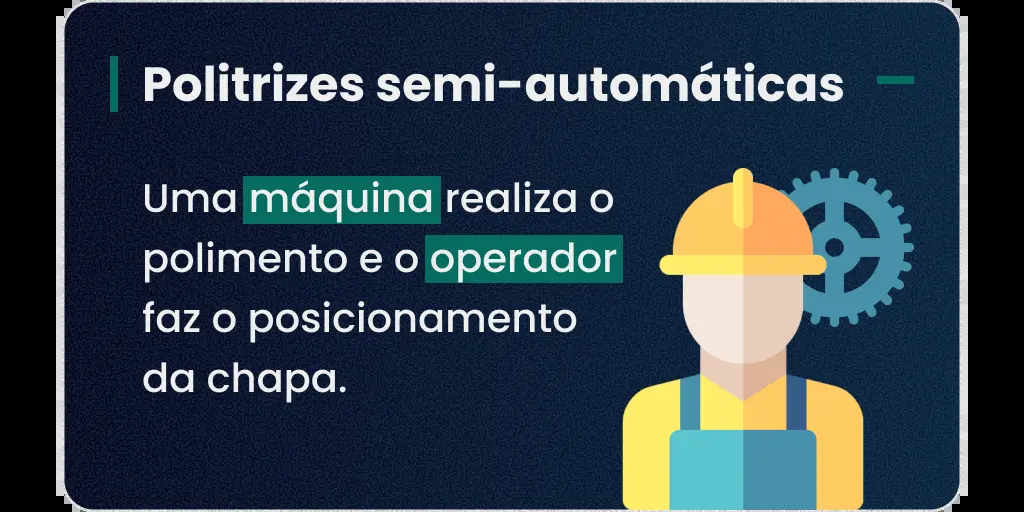 Politrizes semi-automáticas
Uma máquina realiza o
polimento e o operador
faz o posicionamento
da chapa.